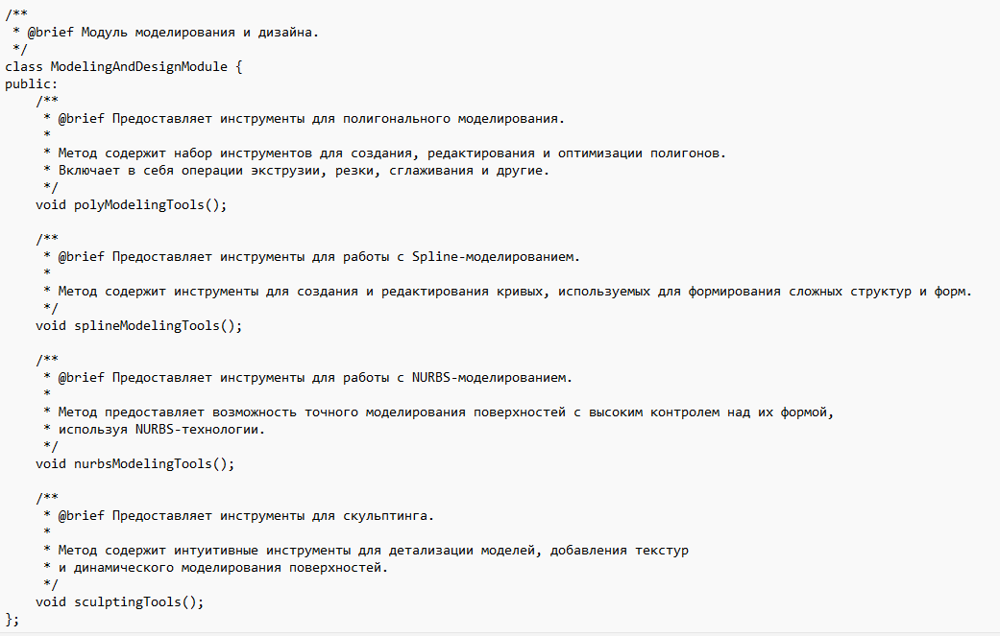 /**
 * @brief Модуль моделирования и дизайна.
 */
class ModelingAndDesignModule {
public:
    /**
     * @brief Предоставляет инструменты для полигонального моделирования.
     *
     * Метод содержит набор инструментов для создания, редактирования и оптимизации полигонов.
     * Включает в себя операции экструзии, резки, сглаживания и другие.
     */
    void polyModelingTools();

    /**
     * @brief Предоставляет инструменты для работы с Spline-моделированием.
     *
     * Метод содержит инструменты для создания и редактирования кривых, используемых для формирования сложных структур и форм.
     */
    void splineModelingTools();

    /**
     * @brief Предоставляет инструменты для работы с NURBS-моделированием.
     *
     * Метод предоставляет возможность точного моделирования поверхностей с высоким контролем над их формой,
     * используя NURBS-технологии.
     */
    void nurbsModelingTools();

    /**
     * @brief Предоставляет инструменты для скульптинга.
     *
     * Метод содержит интуитивные инструменты для детализации моделей, добавления текстур
     * и динамического моделирования поверхностей.
     */
    void sculptingTools();
};